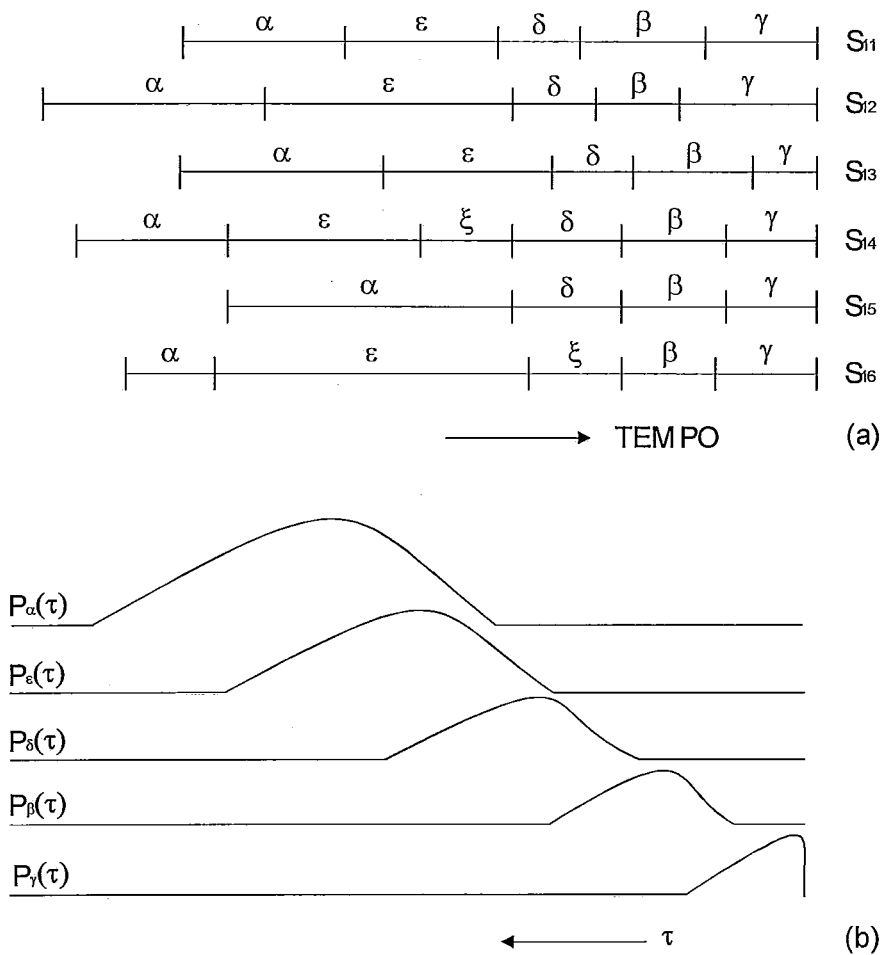 α ε δ β γ S11
α ε δ β γ S12
α ε δ β γ S13
α ε ξ δ β γ S14
α δ β γ S15
α ε ξ β γ S16
TEMPO (a)
Pα(τ)
Pε(τ)
Pδ(τ)
Pβ(τ)
Pγ(τ)
τ (b)